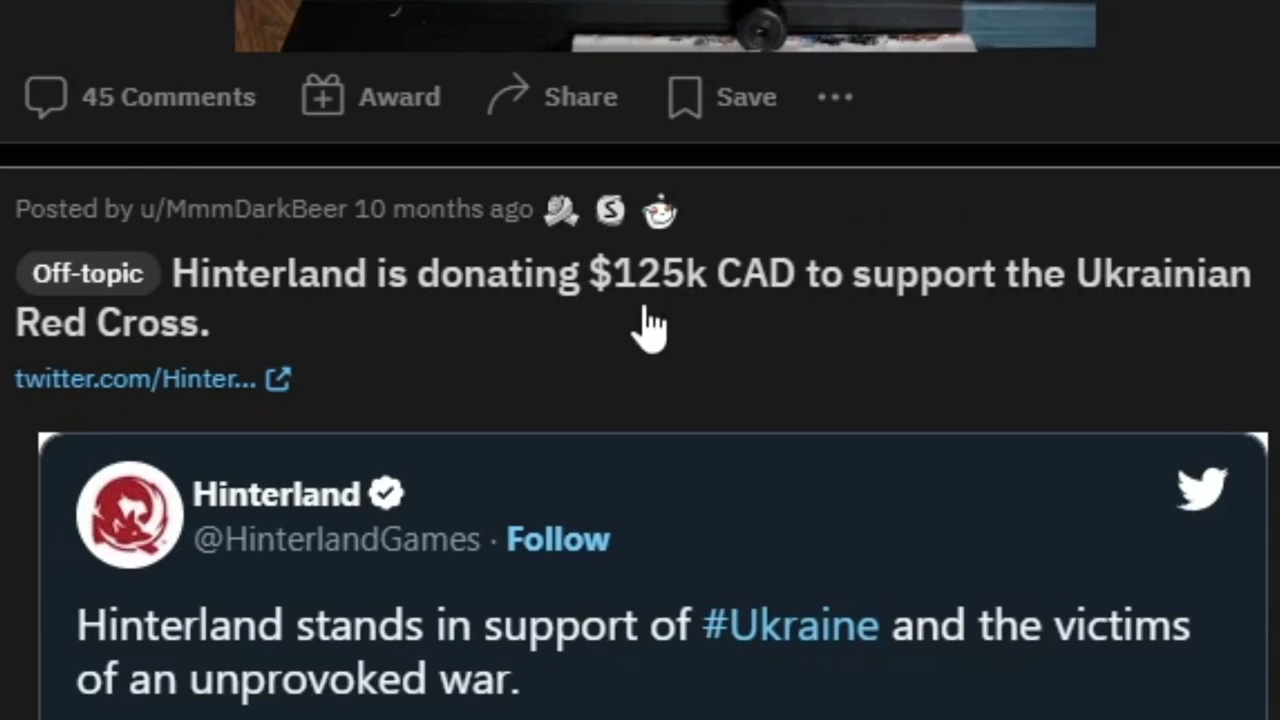 45 Comments Award Share Save
Posted by u/MmmDarkBeer 10 months ago
Off-topic Hinterland is donating $125k CAD to support the Ukrainian
Red Cross.
twitter.com/Hinter...
Hinterland
@HinterlandGames · Follow
Hinterland stands in support of #Ukraine and the victims
of an unprovoked war.